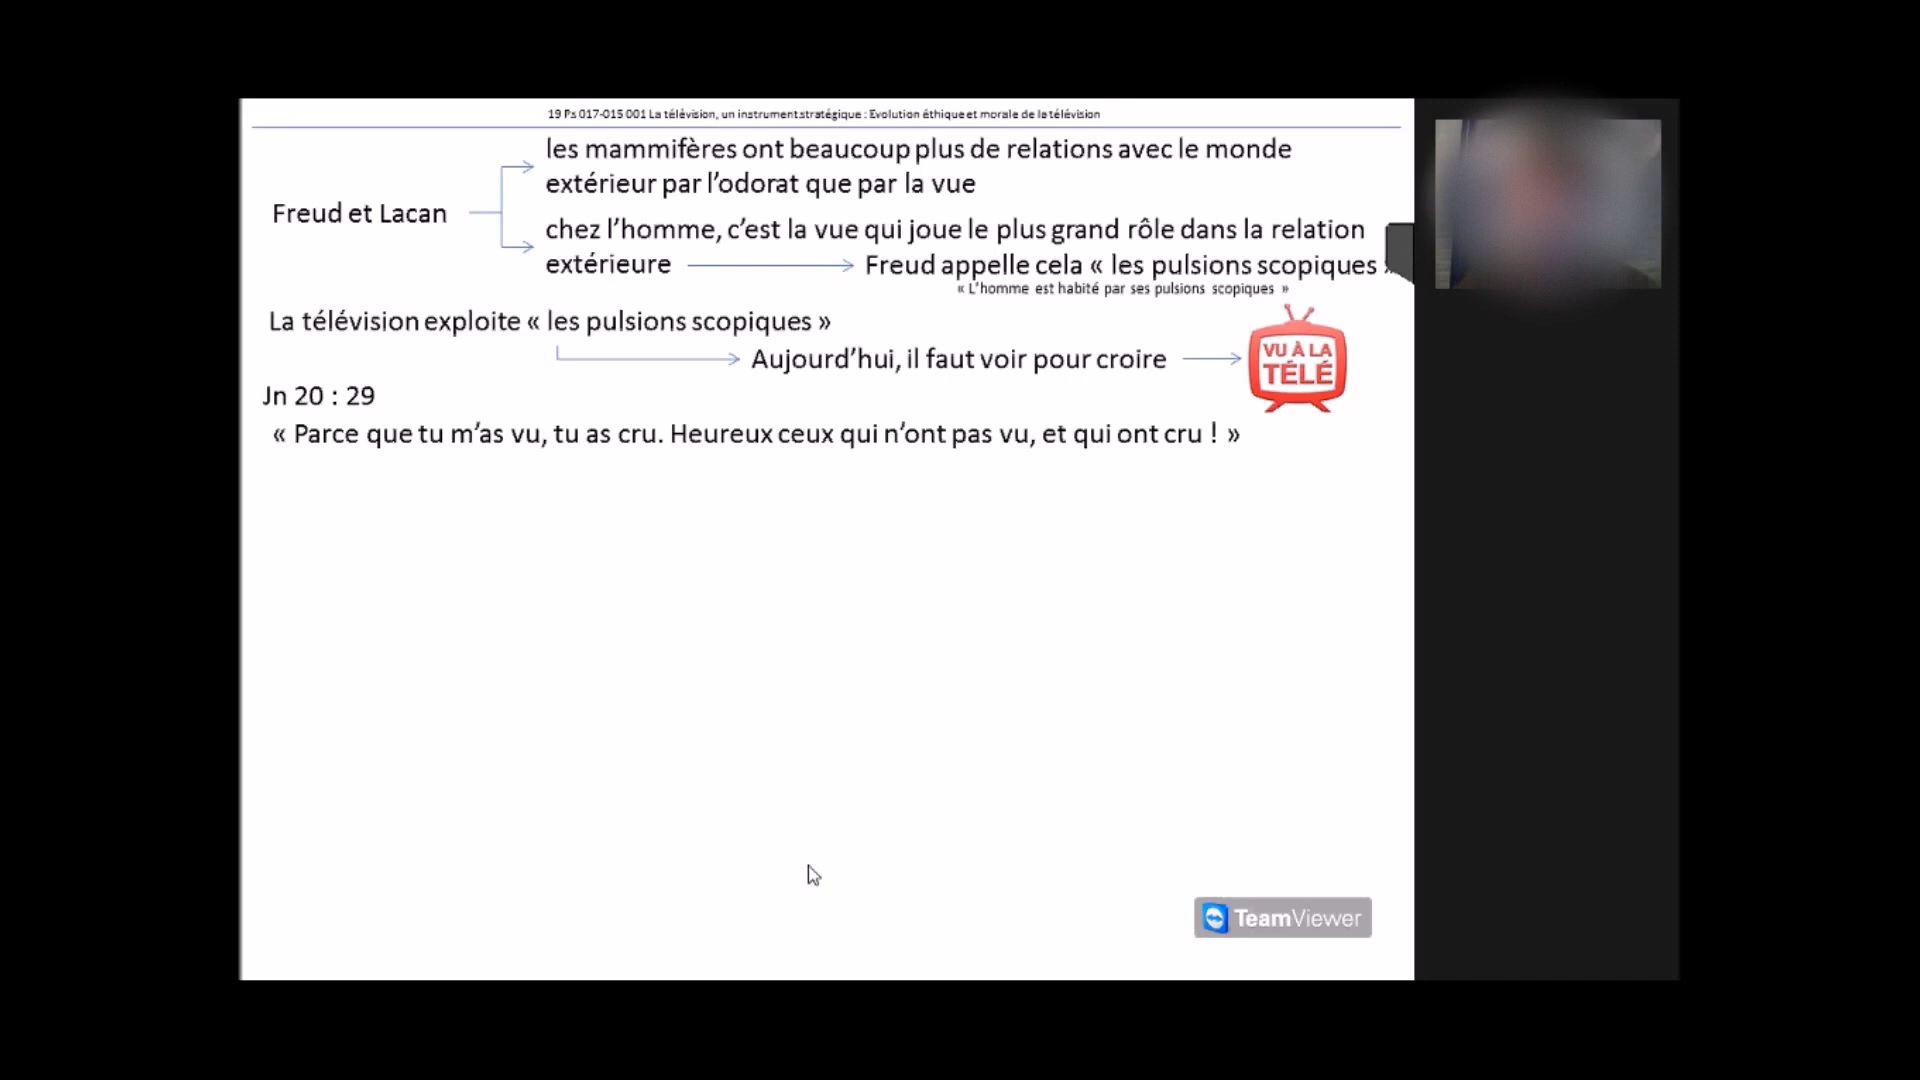 19 Ps 017-015 001 La télévision, un instrument stratégique : Evolution éthique et morale de la télévision
les mammifères ont beaucoup plus de relations avec le monde
extérieur par l’odorat que par la vue
Freud et Lacan
chez l’homme, c’est la vue qui joue le plus grand rôle dans la relation
extérieure
Freud appelle cela « les pulsions scopiques »
« L’homme est habité par ses pulsions scopiques »
La télévision exploite « les pulsions scopiques »
Aujourd’hui, il faut voir pour croire
VU À LA
TÉLÉ
Jn 20 : 29
« Parce que tu m’as vu, tu as cru. Heureux ceux qui n’ont pas vu, et qui ont cru ! »
TeamViewer